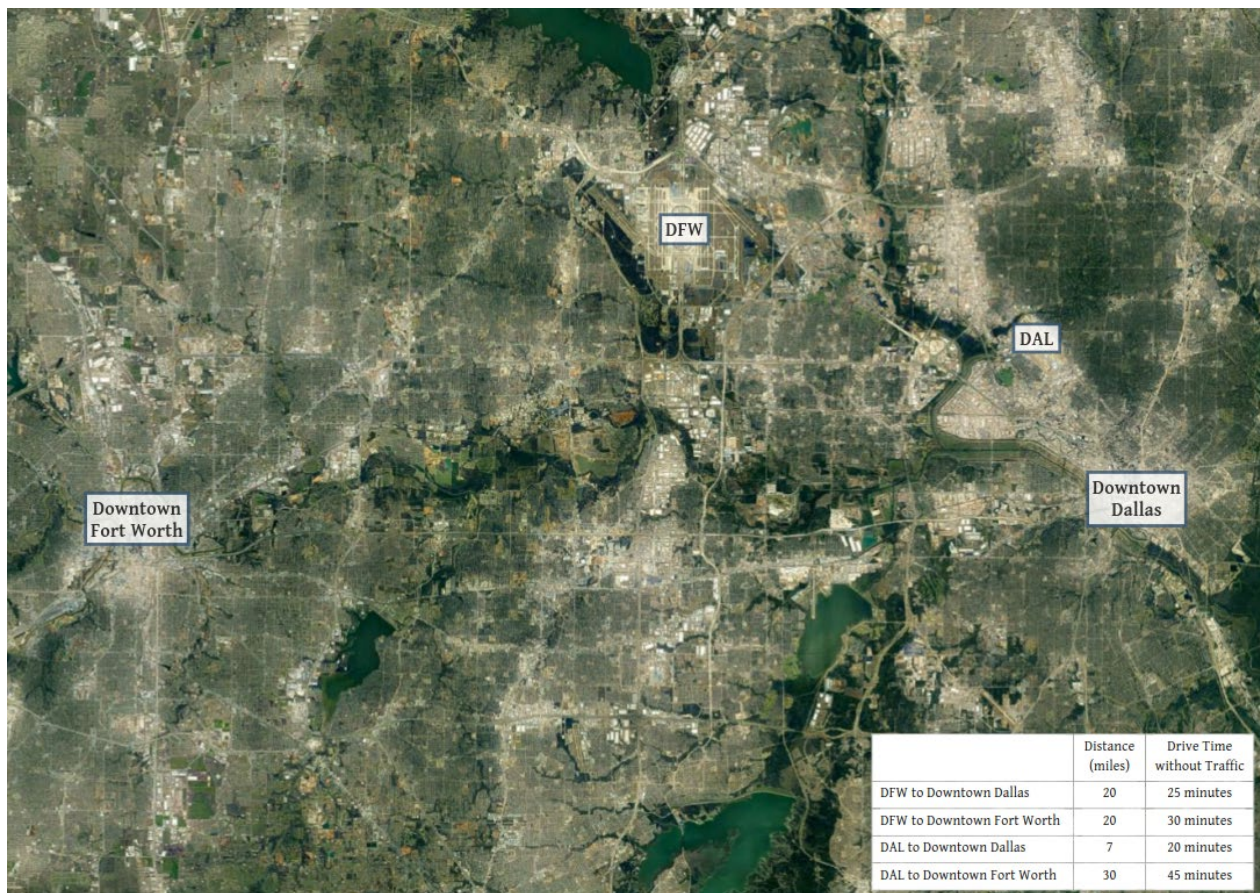 DFW
DAL
Downtown
Fort Worth
Downtown
Dallas
Distance
(miles)
Drive Time
without Traffic
DFW to Downtown Dallas 20 25 minutes
DFW to Downtown Fort Worth 20 30 minutes
DAL to Downtown Dallas 7 20 minutes
DAL to Downtown Fort Worth 30 45 minutes